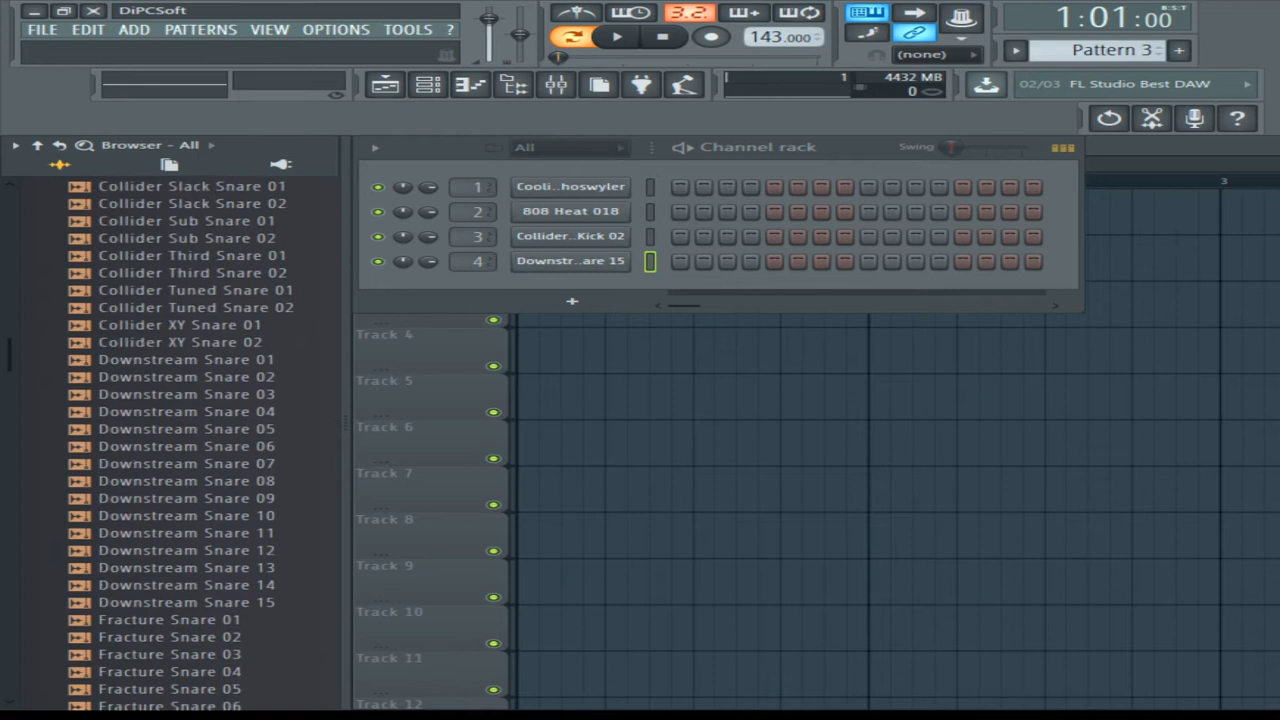 DiPCSoft
FILE EDIT ADD PATTERNS VIEW OPTIONS TOOLS ?
3.2.
143.000
1:01:00
B:S:T
(none)
Pattern 3
1
4432 MB
0
02/03 FL Studio Best DAW
?
Browser - All
All
Channel rack
Swing
3
1 Cooli..hoswyler
2 808 Heat 018
3 Collider..Kick 02
4 Downstr..are 15
Collider Slack Snare 01
Collider Slack Snare 02
Collider Sub Snare 01
Collider Sub Snare 02
Collider Third Snare 01
Collider Third Snare 02
Collider Tuned Snare 01
Collider Tuned Snare 02
Collider XY Snare 01
Collider XY Snare 02
Downstream Snare 01
Downstream Snare 02
Downstream Snare 03
Downstream Snare 04
Downstream Snare 05
Downstream Snare 06
Downstream Snare 07
Downstream Snare 08
Downstream Snare 09
Downstream Snare 10
Downstream Snare 11
Downstream Snare 12
Downstream Snare 13
Downstream Snare 14
Downstream Snare 15
Fracture Snare 01
Fracture Snare 02
Fracture Snare 03
Fracture Snare 04
Fracture Snare 05
Fracture Snare 06
Track 4
Track 5
Track 6
Track 7
Track 8
Track 9
Track 10
Track 11
Track 12